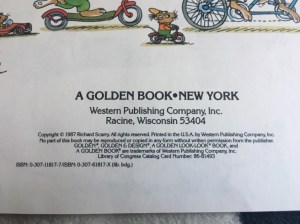 A GOLDEN BOOK•NEW YORK
Western Publishing Company, Inc.
Racine, Wisconsin 53404
Copyright © 1987 Richard Scarry. All rights reserved. Printed in the U.S.A. by Western Publishing
Company, Inc. No part of this book may be reproduced or copied in any form without written permission from the publisher.
GOLDEN®, GOLDEN & DESIGN®, A GOLDEN LOOK-LOOK® BOOK, and
A GOLDEN BOOK® are trademarks of Western Publishing Company, Inc.
Library of Congress Catalog Card Number: 86-81493
ISBN: 0-307-11817-7/ISBN 0-307-61817-X (lib. bdg.)